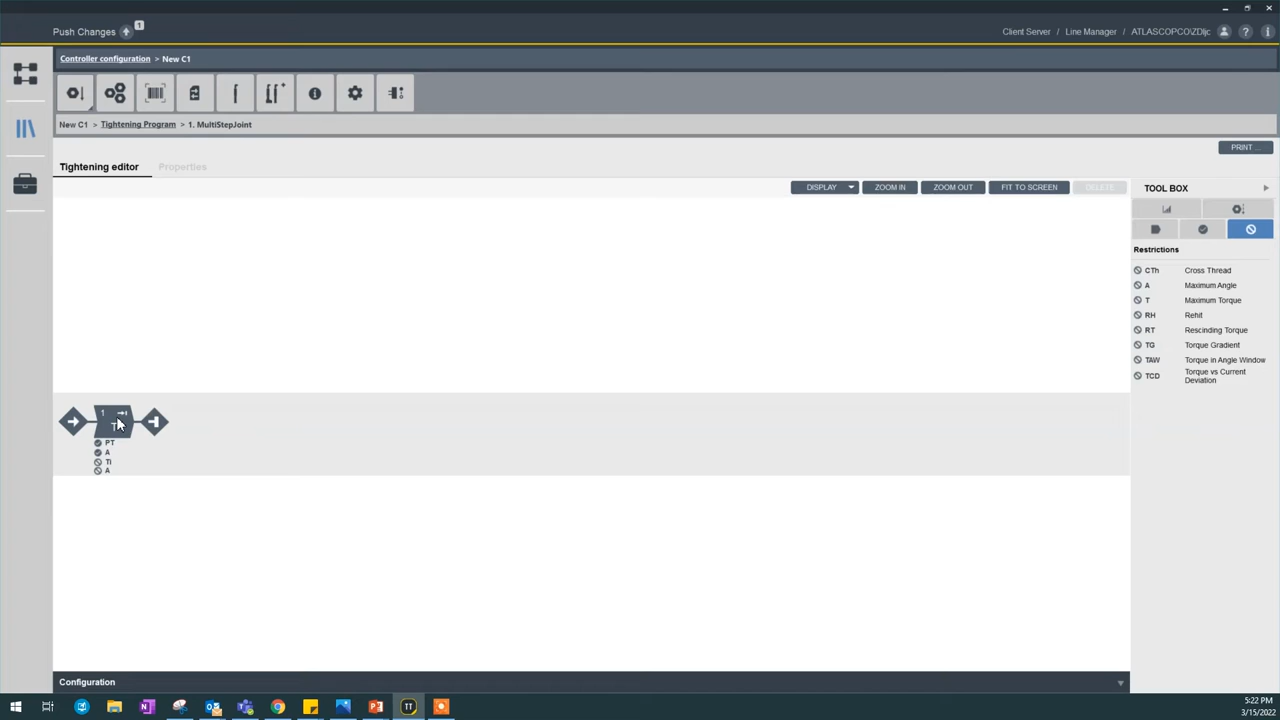 Push Changes 1
Client Server / Line Manager / ATLASCOPCO\ZDljc ? i
Controller configuration > New C1
New C1 > Tightening Program > 1. MultiStepJoint
PRINT...
Tightening editor Properties
DISPLAY ZOOM IN ZOOM OUT FIT TO SCREEN DELETE
TOOL BOX
Restrictions
CTh Cross Thread
A Maximum Angle
T Maximum Torque
RH Rehit
RT Rescinding Torque
TG Torque Gradient
TAW Torque in Angle Window
TCD Torque vs Current
Deviation
1
PT
A
Ti
A
Configuration
5:22 PM
3/15/2022